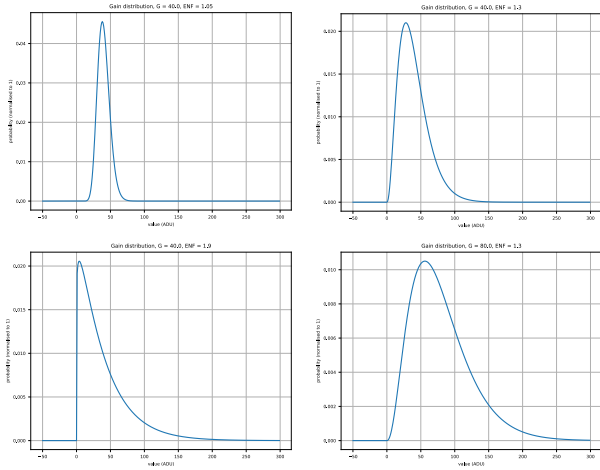 Gain distribution, G = 40.0, ENF = 1.05
probability (normalised to 1)
0.04
0.03
0.02
0.01
0.00
−50 0 50 100 150 200 250 300
value (ADU)
Gain distribution, G = 40.0, ENF = 1.3
probability (normalised to 1)
0.020
0.015
0.010
0.005
0.000
−50 0 50 100 150 200 250 300
value (ADU)
Gain distribution, G = 40.0, ENF = 1.9
probability (normalised to 1)
0.020
0.015
0.010
0.005
0.000
−50 0 50 100 150 200 250 300
value (ADU)
Gain distribution, G = 80.0, ENF = 1.3
probability (normalised to 1)
0.010
0.008
0.006
0.004
0.002
0.000
−50 0 50 100 150 200 250 300
value (ADU)